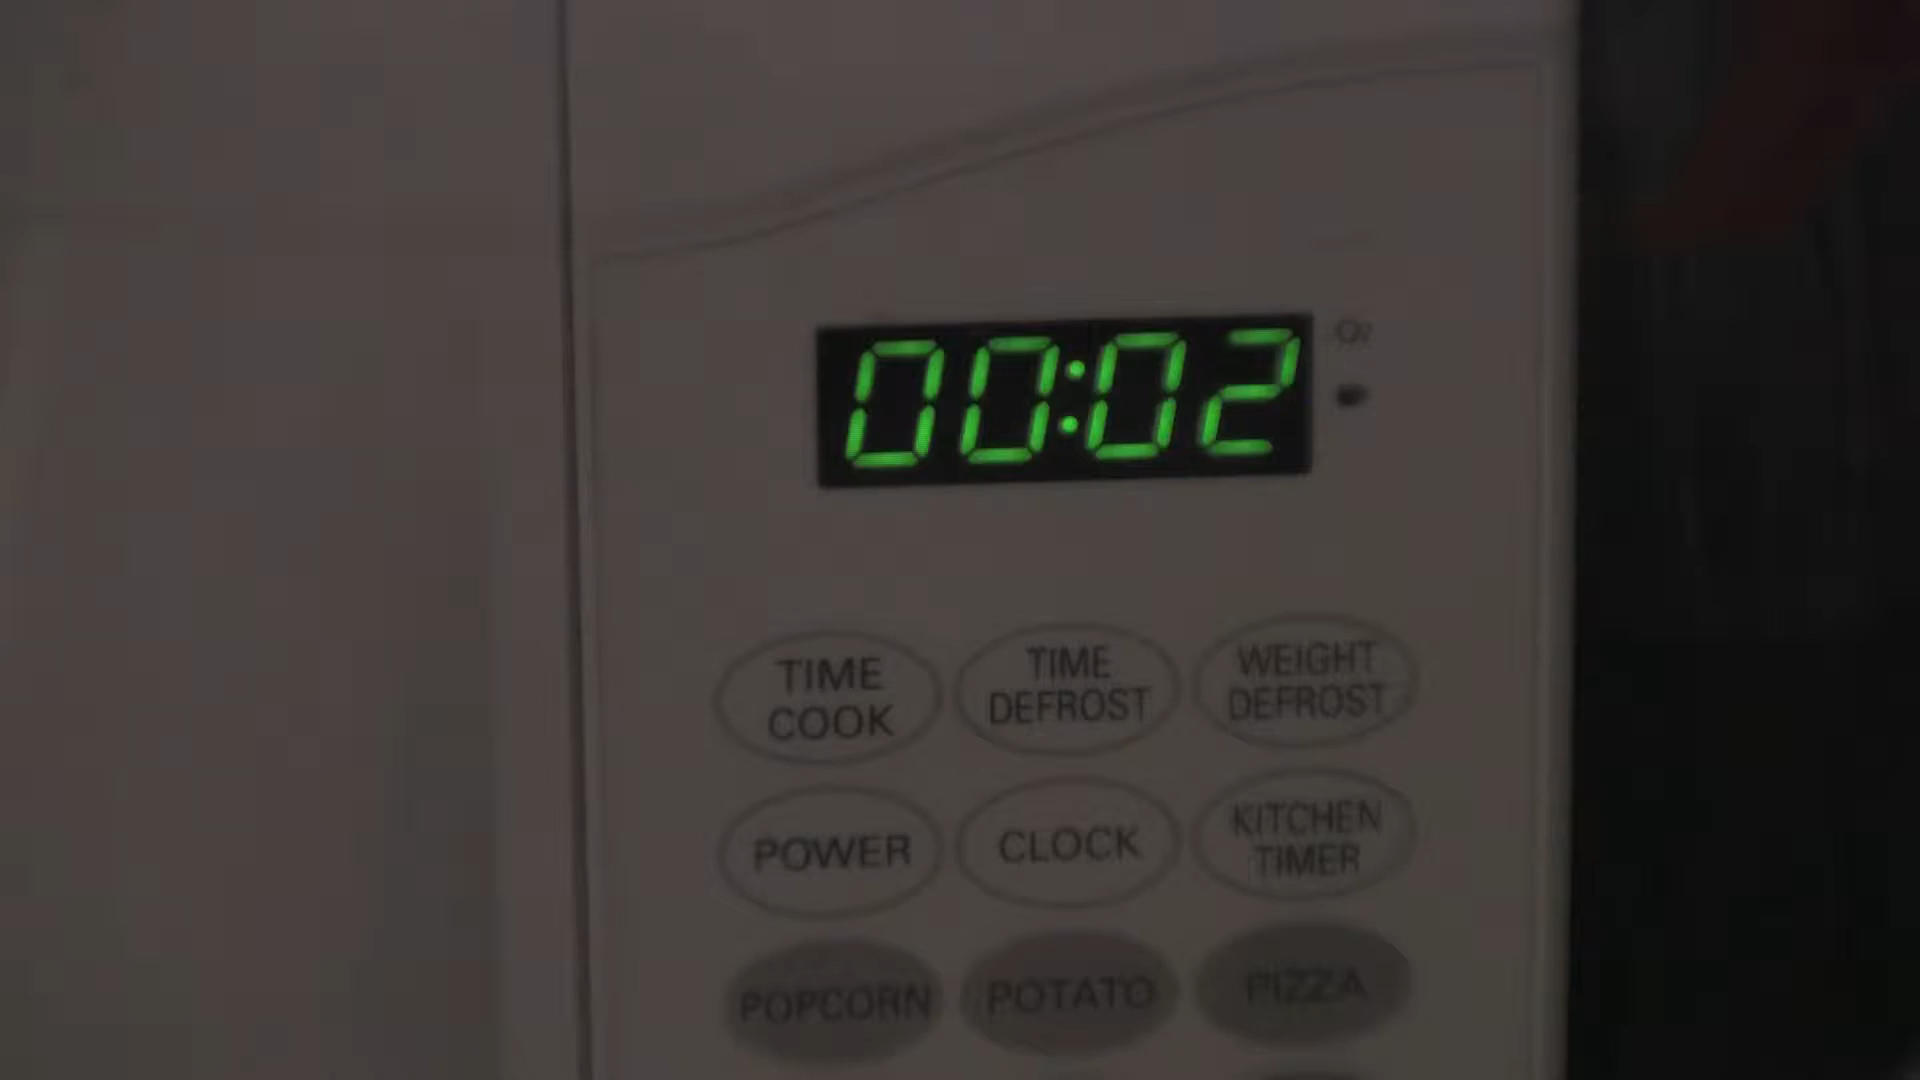 00:02
TIME
COOK
TIME
DEFROST
WEIGHT
DEFROST
POWER
CLOCK
KITCHEN
TIMER
POPCORN
POTATO
PIZZA